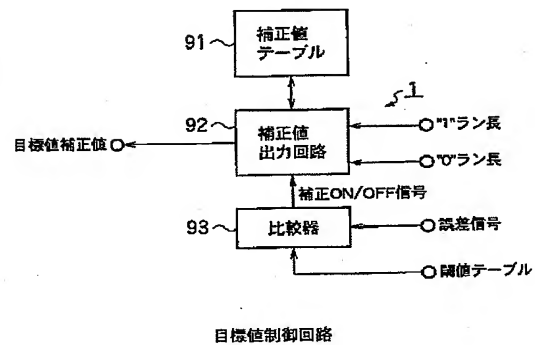 91
補正値
テーブル
1
92
補正値
出力回路
"1"ラン長
"0"ラン長
目標値補正値
補正ON/OFF信号
93
比較器
誤差信号
閾値テーブル
目標値制御回路